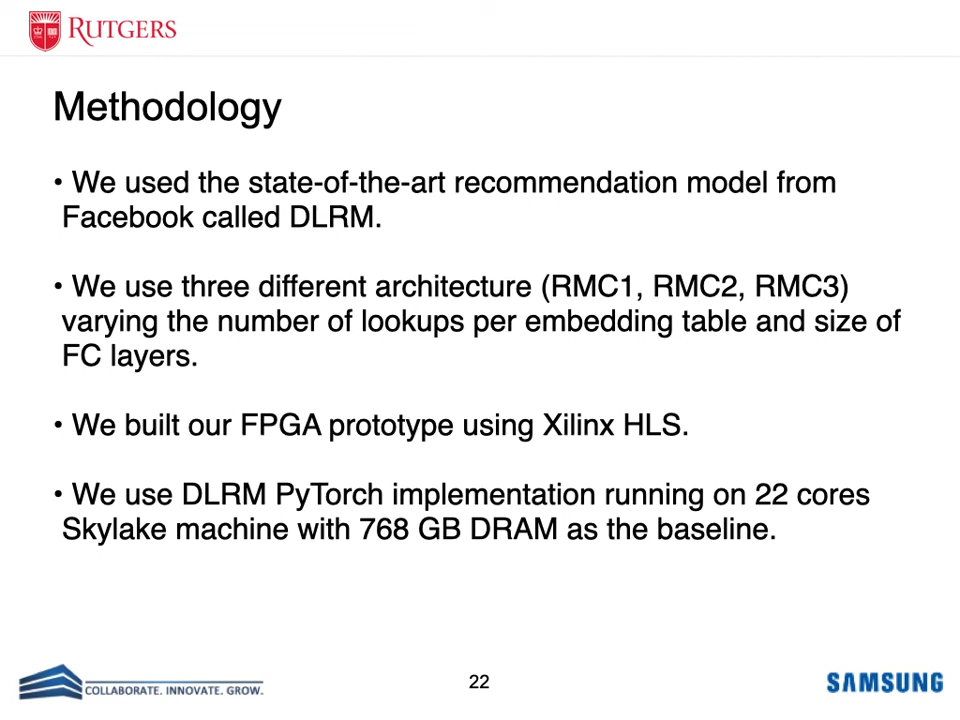 RUTGERS
Methodology
• We used the state-of-the-art recommendation model from
Facebook called DLRM.
• We use three different architecture (RMC1, RMC2, RMC3)
varying the number of lookups per embedding table and size of
FC layers.
• We built our FPGA prototype using Xilinx HLS.
• We use DLRM PyTorch implementation running on 22 cores
Skylake machine with 768 GB DRAM as the baseline.
COLLABORATE. INNOVATE. GROW.
22
SAMSUNG